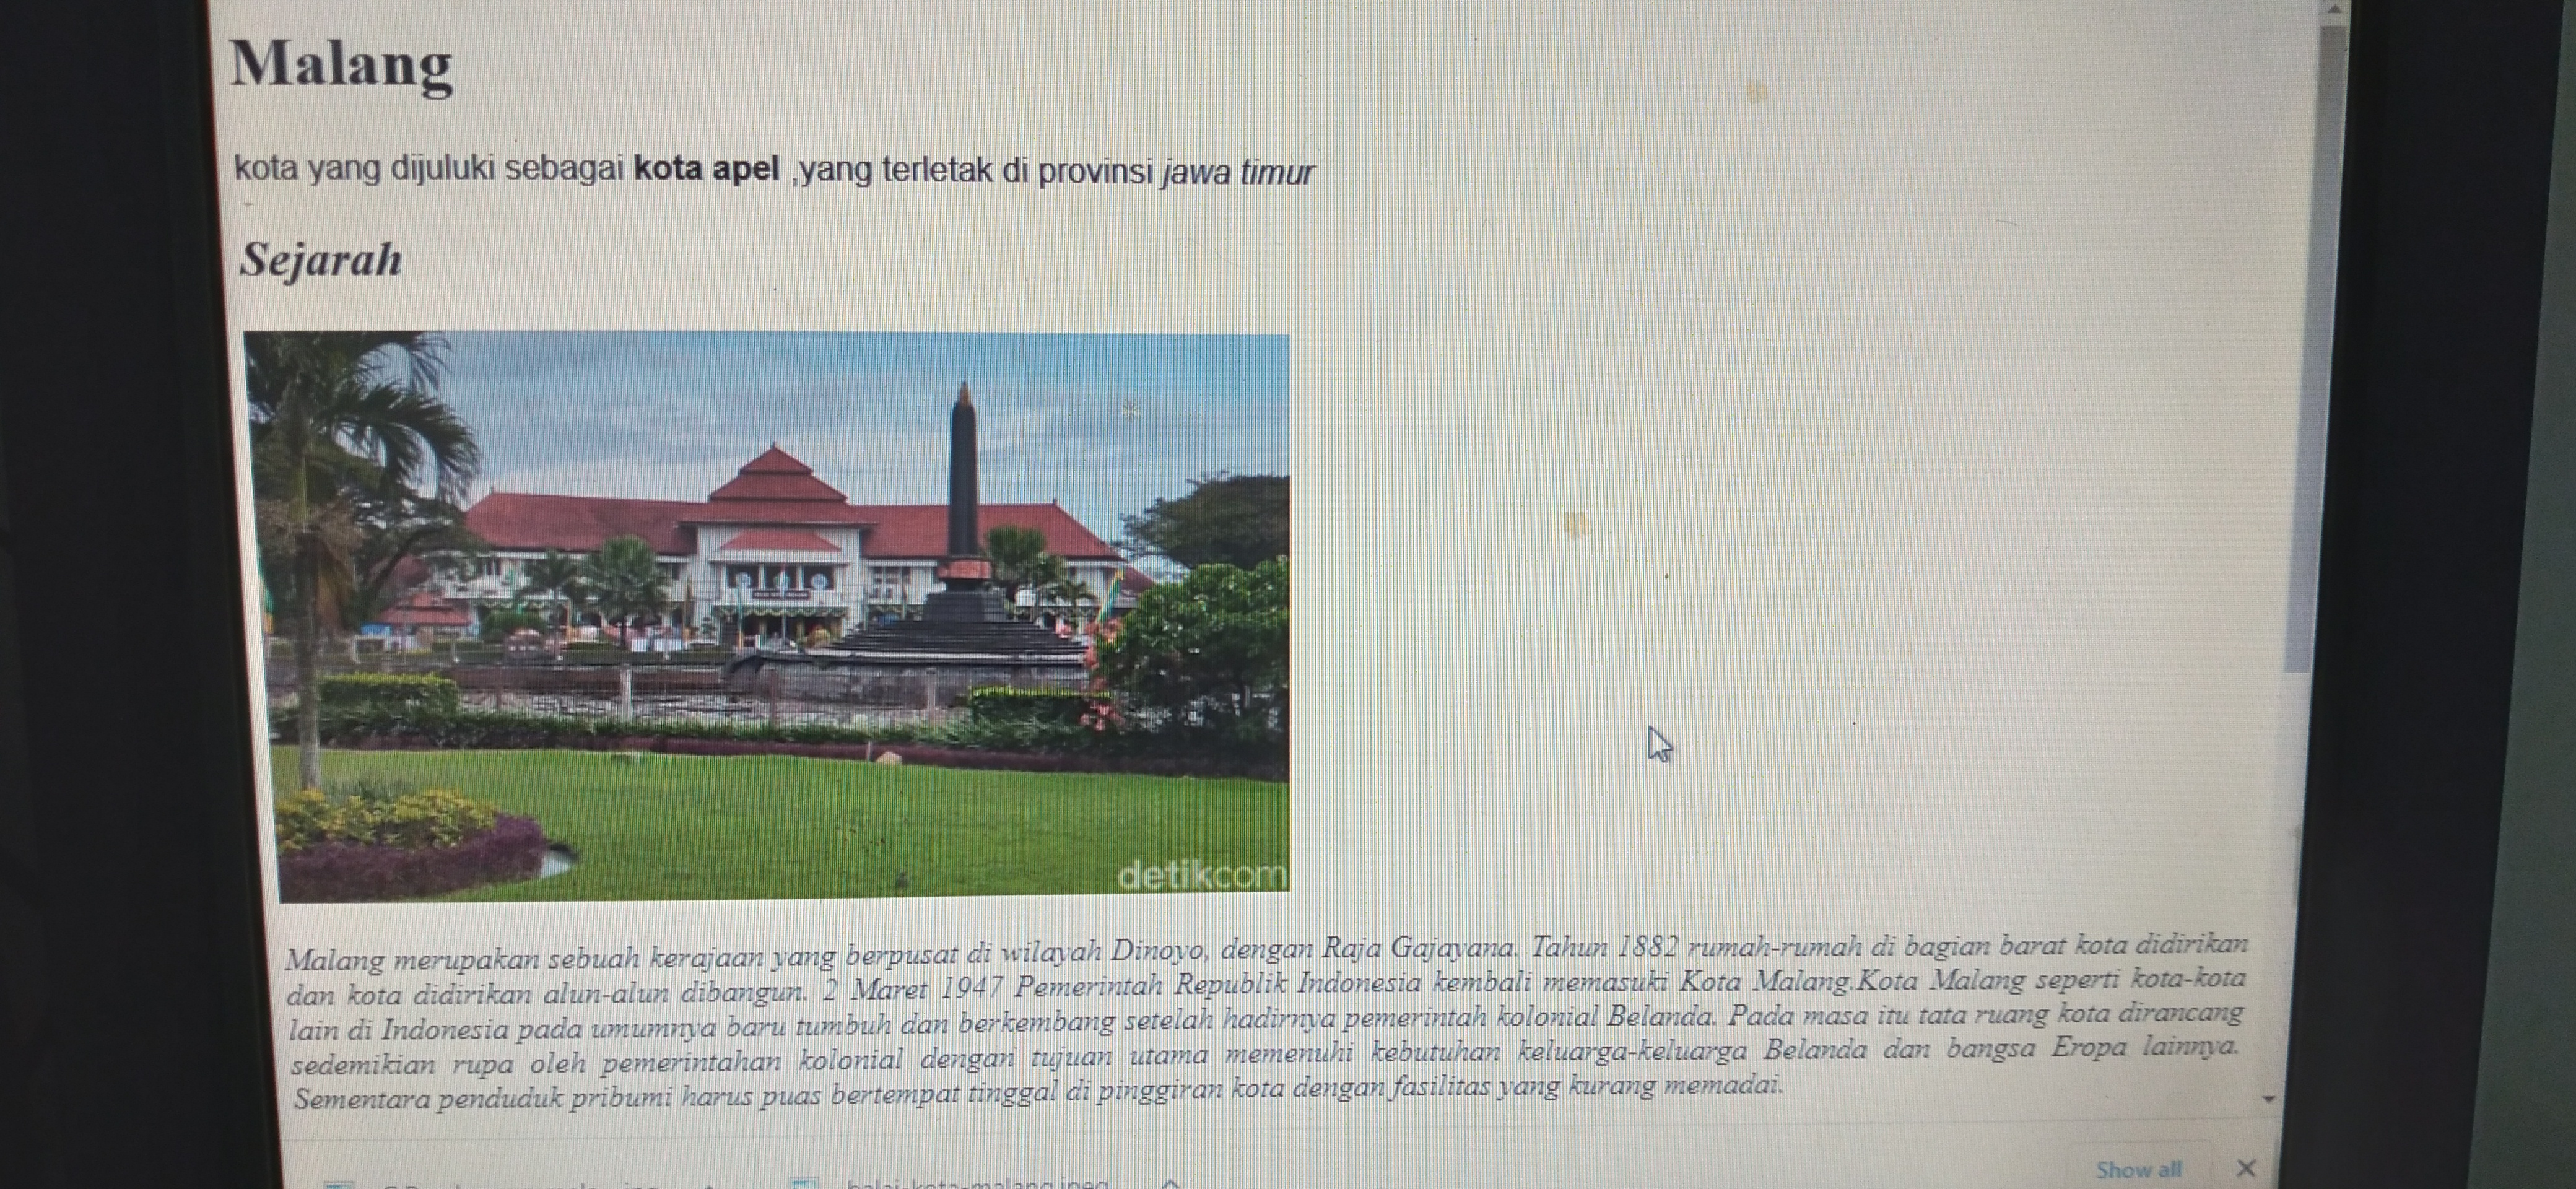 Malang
kota yang dijuluki sebagai kota apel ,yang terletak di provinsi jawa timur
Sejarah
detikcom
Malang merupakan sebuah kerajaan yang berpusat di wilayah Dinoyo, dengan Raja Gajayana. Tahun 1882 rumah-rumah di bagian barat kota didirikan
dan kota didirikan alun-alun dibangun. 2 Maret 1947 Pemerintah Republik Indonesia kembali memasuki Kota Malang.Kota Malang seperti kota-kota
lain di Indonesia pada umumnya baru tumbuh dan berkembang setelah hadirnya pemerintah kolonial Belanda. Pada masa itu tata ruang kota dirancang
sedemikian rupa oleh pemerintahan kolonial dengan tujuan utama memenuhi kebutuhan keluarga-keluarga Belanda dan bangsa Eropa lainnya.
Sementara penduduk pribumi harus puas bertempat tinggal di pinggiran kota dengan fasilitas yang kurang memadai.
Show all
balai-kota-malang.jpeg